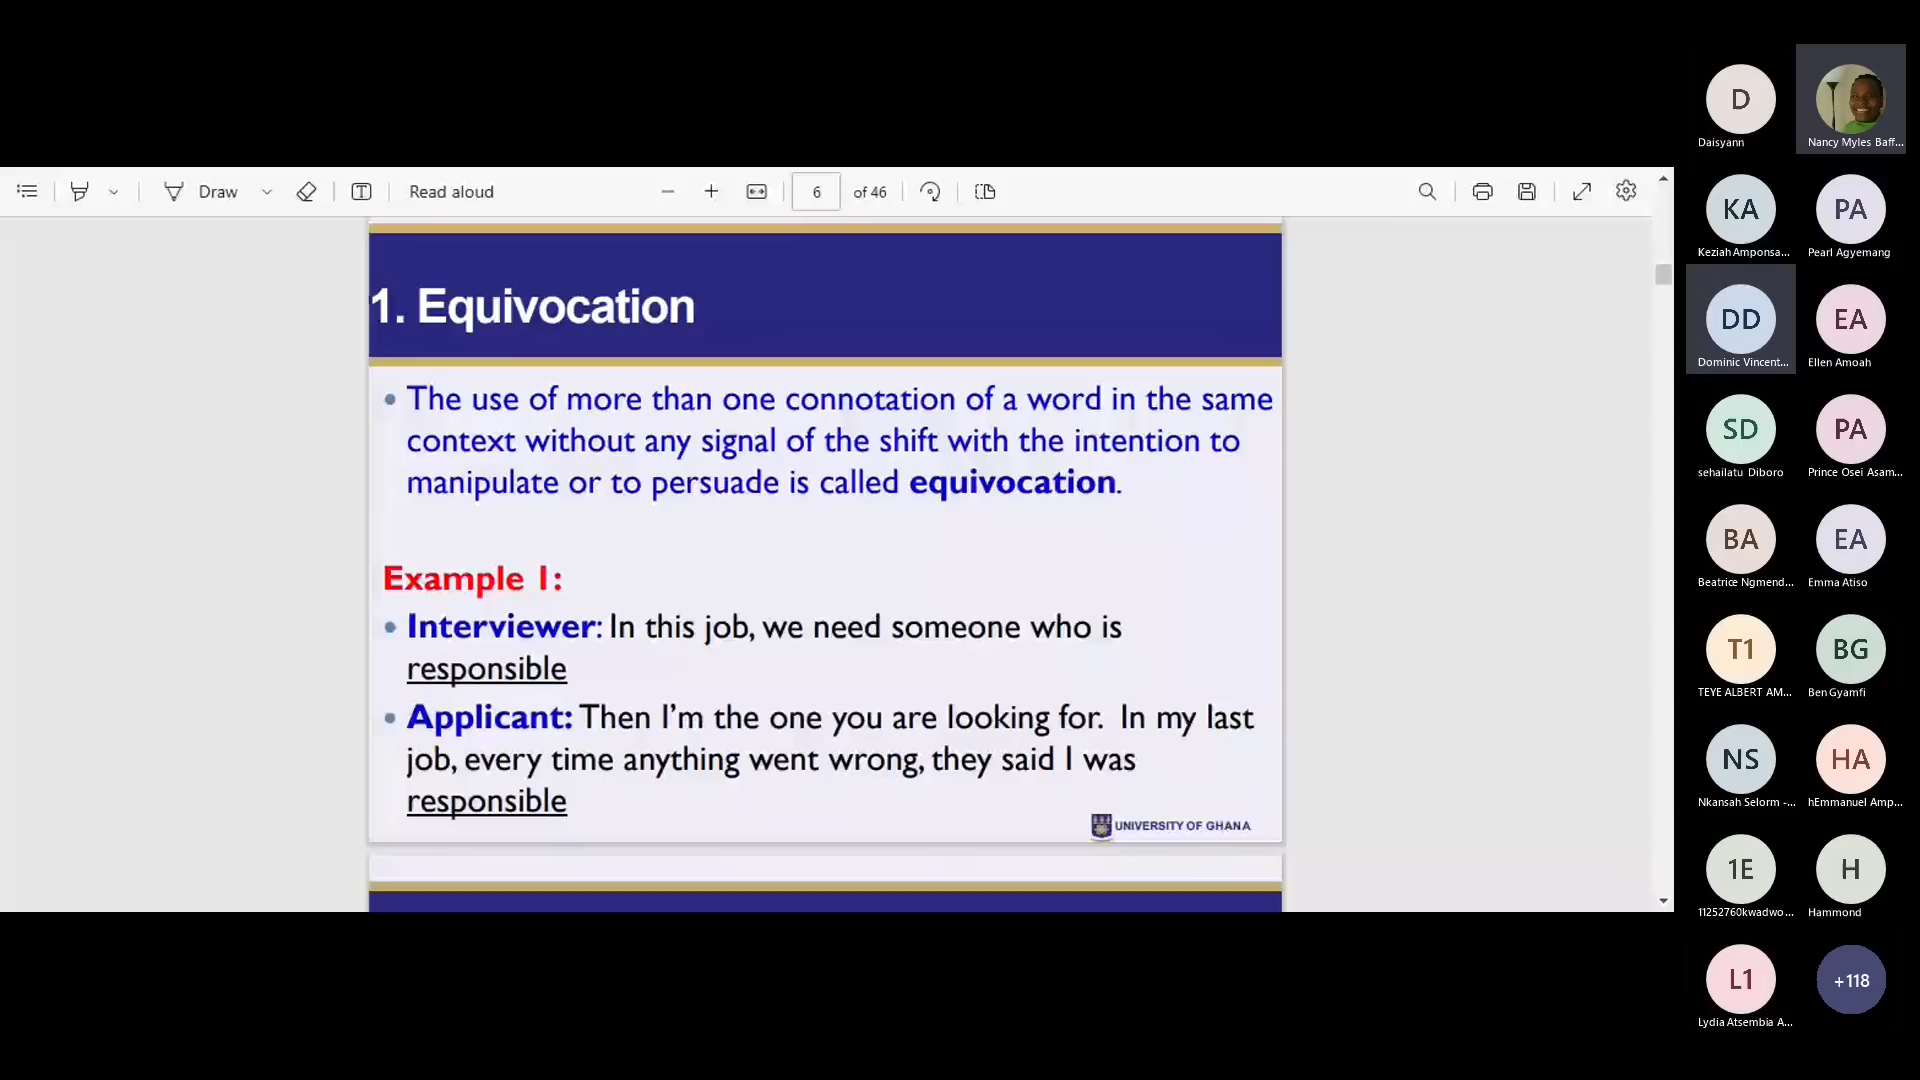 Draw
Read aloud
6 of 46
1. Equivocation
• The use of more than one connotation of a word in the same
context without any signal of the shift with the intention to
manipulate or to persuade is called equivocation.
Example 1:
• Interviewer: In this job, we need someone who is
responsible
• Applicant: Then I'm the one you are looking for. In my last
job, every time anything went wrong, they said I was
responsible
UNIVERSITY OF GHANA
D
Daisyann
Nancy Myles Baff...
KA
Keziah Amponsa...
PA
Pearl Agyemang
DD
Dominic Vincent...
EA
Ellen Amoah
SD
sehailatu Diboro
PA
Prince Osei Asam...
BA
Beatrice Ngmend...
EA
Emma Atiso
T1
TEYE ALBERT AM...
BG
Ben Gyamfi
NS
Nkansah Selorm -...
HA
hEmmanuel Amp...
1E
11252760kwadwo...
H
Hammond
L1
Lydia Atsembia A...
+118